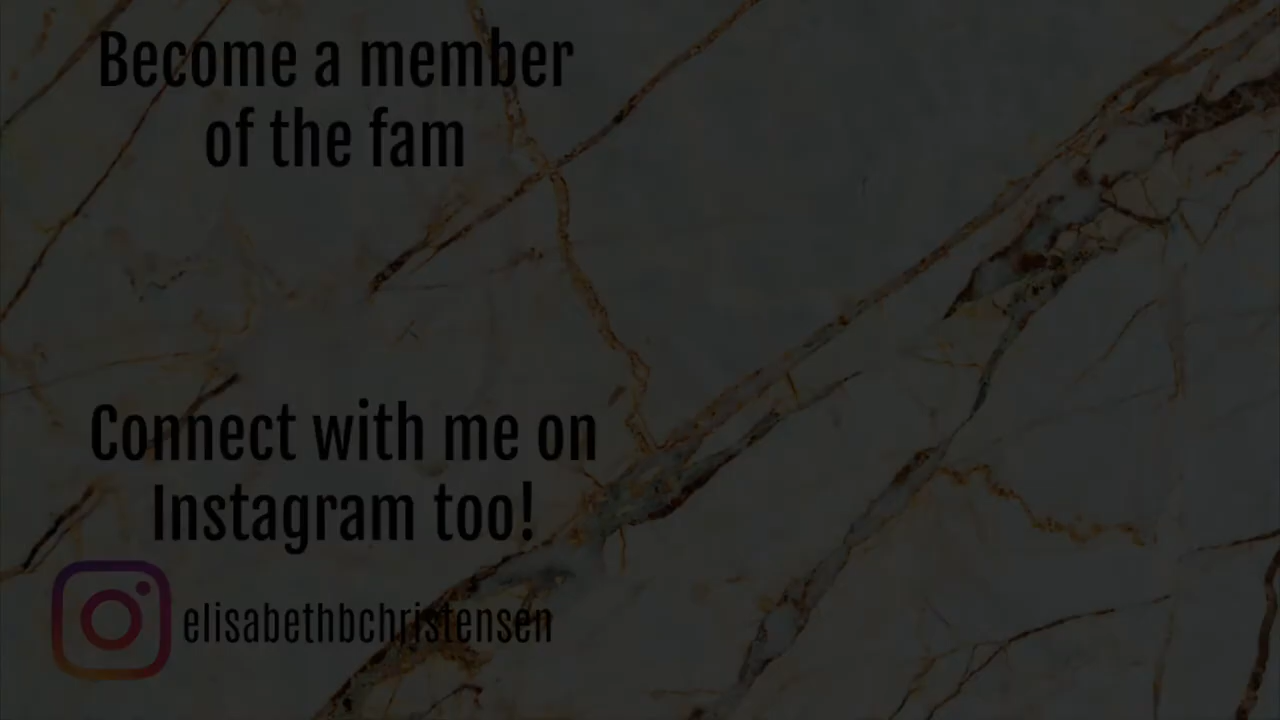 Become a member
of the fam
Connect with me on
Instagram too!
elisabethbchristensen